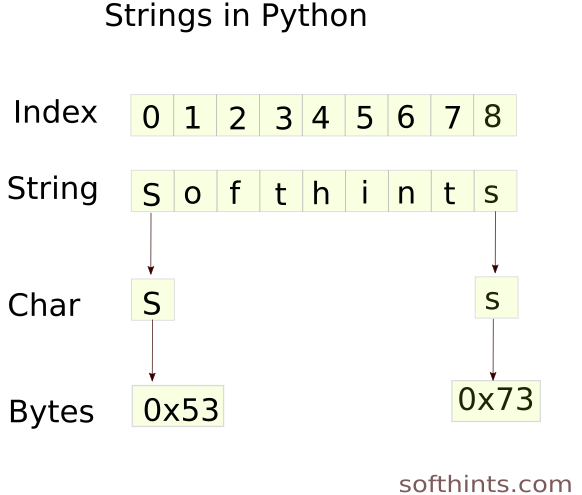 Strings in Python
Index 0 1 2 3 4 5 6 7 8
String S o f t h i n t s
Char S s
Bytes 0x53 0x73
softhints.com